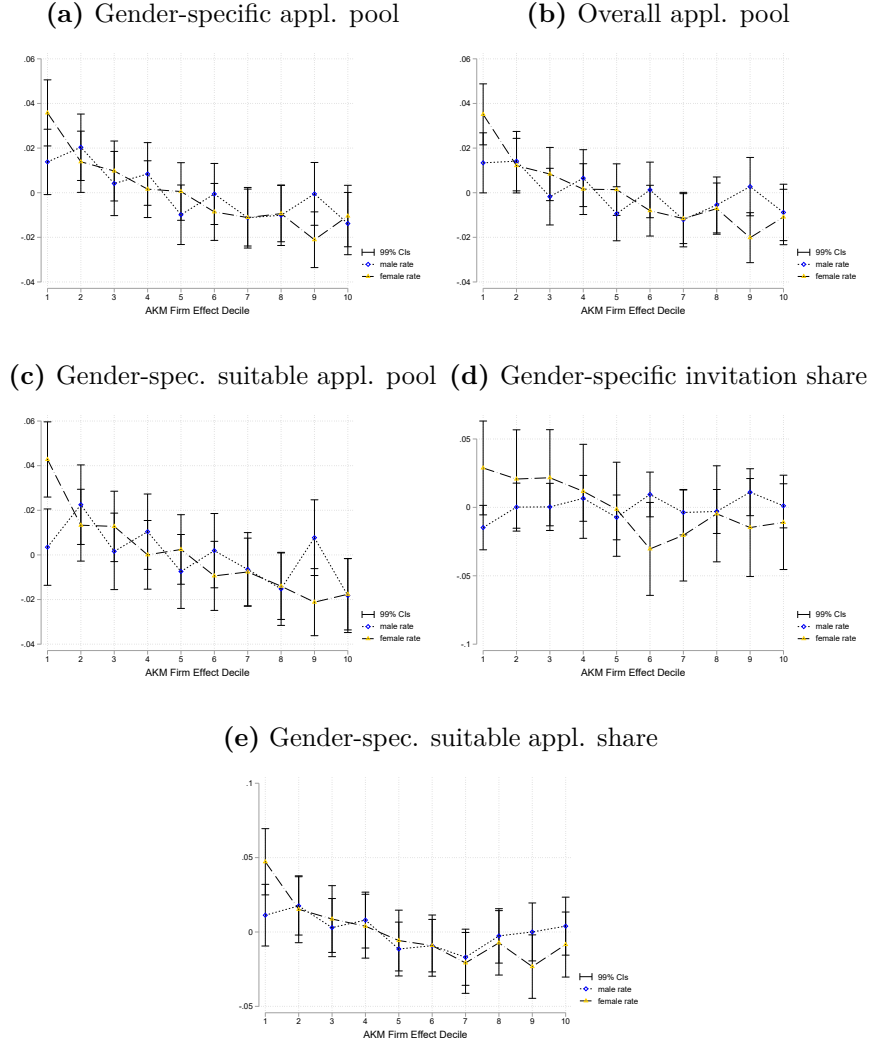 (a) Gender-specific appl. pool
(b) Overall appl. pool
.06
.04
.02
0
-.02
-.04
1 2 3 4 5 6 7 8 9 10
AKM Firm Effect Decile
99% CIs
male rate
female rate
.06
.04
.02
0
-.02
-.04
1 2 3 4 5 6 7 8 9 10
AKM Firm Effect Decile
99% CIs
male rate
female rate
(c) Gender-spec. suitable appl. pool
(d) Gender-specific invitation share
.06
.04
.02
0
-.02
-.04
1 2 3 4 5 6 7 8 9 10
AKM Firm Effect Decile
99% CIs
male rate
female rate
.05
0
-.05
-.1
1 2 3 4 5 6 7 8 9 10
AKM Firm Effect Decile
99% CIs
male rate
female rate
(e) Gender-spec. suitable appl. share
.1
.05
0
-.05
1 2 3 4 5 6 7 8 9 10
AKM Firm Effect Decile
99% CIs
male rate
female rate